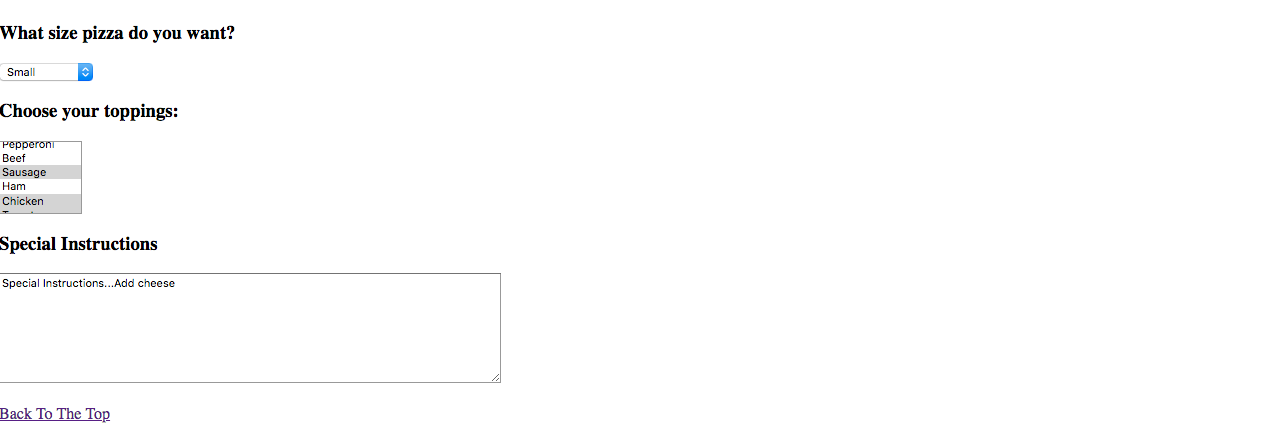 What size pizza do you want?
Small
Choose your toppings:
Pepperoni
Beef
Sausage
Ham
Chicken
Special Instructions
Special Instructions...Add cheese
Back To The Top